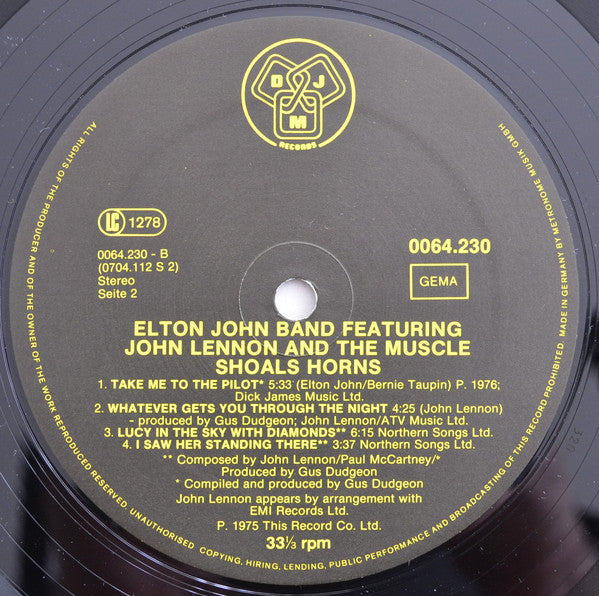 D J M
RECORDS
ALL RIGHTS OF THE PRODUCER AND OF THE OWNER OF THE WORK REPRODUCED RESERVED. UNAUTHORISED COPYING, HIRING, LENDING, PUBLIC PERFORMANCE AND BROADCASTING OF THIS RECORD PROHIBITED. MADE IN GERMANY BY METRONOME MUSIK GMBH
LC 1278
0064.230 - B
(0704.112 S 2)
Stereo
Seite 2
0064.230
GEMA
ELTON JOHN BAND FEATURING
JOHN LENNON AND THE MUSCLE
SHOALS HORNS
1. TAKE ME TO THE PILOT* 5:33 (Elton John/Bernie Taupin) P. 1976;
Dick James Music Ltd.
2. WHATEVER GETS YOU THROUGH THE NIGHT 4:25 (John Lennon)
- produced by Gus Dudgeon; John Lennon/ATV Music Ltd.
3. LUCY IN THE SKY WITH DIAMONDS** 6:15 Northern Songs Ltd.
4. I SAW HER STANDING THERE** 3:37 Northern Songs Ltd.
** Composed by John Lennon/Paul McCartney/*
Produced by Gus Dudgeon
* Compiled and produced by Gus Dudgeon
John Lennon appears by arrangement with
EMI Records Ltd.
P. 1975 This Record Co. Ltd.
33⅓ rpm